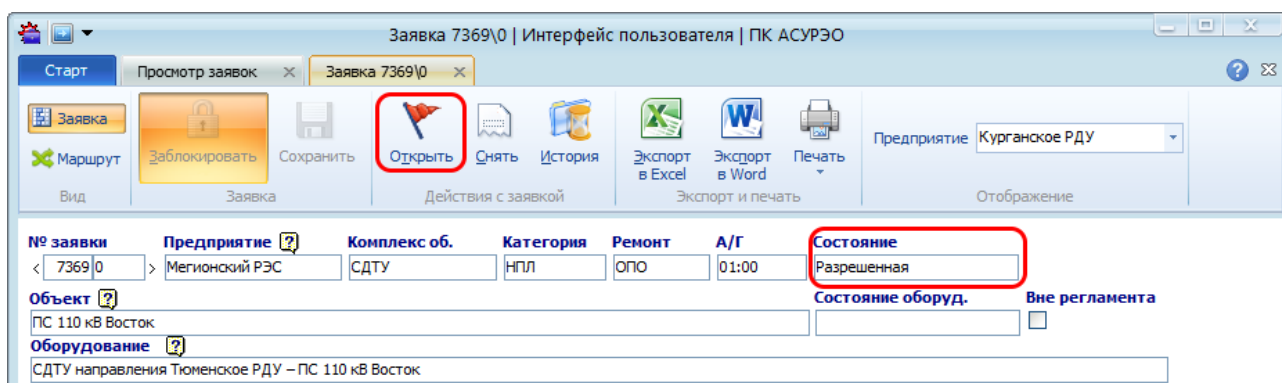 Заявка 7369\0 | Интерфейс пользователя | ПК АСУРЭО
Старт Просмотр заявок Заявка 7369\0
Заявка
Маршрут
Вид
Заблокировать Сохранить
Заявка
Открыть Снять История
Действия с заявкой
Экспорт в Excel Экспорт в Word Печать
Экспорт и печать
Предприятие Курганское РДУ
Отображение
№ заявки Предприятие ? Комплекс об. Категория Ремонт А/Г Состояние
< 7369 0 > Мегионский РЭС СДТУ НПЛ ОПО 01:00 Разрешенная
Объект ? Состояние оборуд. Вне регламента
ПС 110 кВ Восток
Оборудование ?
СДТУ направления Тюменское РДУ – ПС 110 кВ Восток